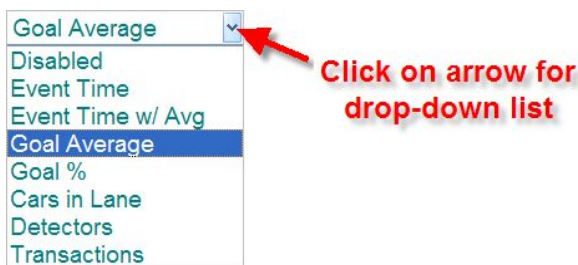 Goal Average
Disabled
Event Time
Event Time w/ Avg
Goal Average
Goal %
Cars in Lane
Detectors
Transactions
Click on arrow for
drop-down list